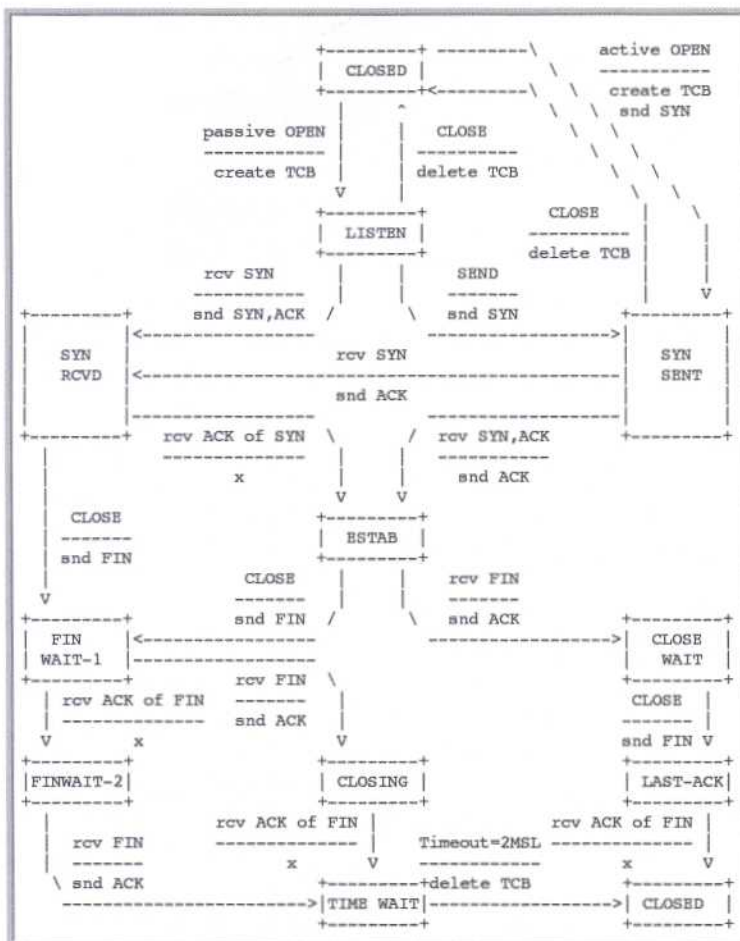 +---------+ ---------\ active OPEN
| CLOSED | \ -----------
+---------+<---------\ \ create TCB
| ^ \ \ snd SYN
passive OPEN | | CLOSE \ \
------------ | | ---------- \ \
create TCB | | delete TCB \ \
V | \ \
+---------+ CLOSE | \
| LISTEN | ---------- | |
+---------+ delete TCB | |
rcv SYN | | SEND | |
----------- | | ------- | V
+---------+ snd SYN,ACK / \ snd SYN +---------+
| |<----------------- ------------------>| |
| SYN | rcv SYN | SYN |
| RCVD |<-----------------------------------------------| SENT |
| | snd ACK | |
| |------------------ -------------------| |
+---------+ rcv ACK of SYN \ / rcv SYN,ACK +---------+
| -------------- | | -----------
| x | | snd ACK
| V V
| CLOSE +---------+
| ------- | ESTAB |
| snd FIN +---------+
| CLOSE | | rcv FIN
V ------- | | -------
+---------+ snd FIN / \ snd ACK +---------+
| FIN |<----------------- ------------------>| CLOSE |
| WAIT-1 |------------------ | WAIT |
+---------+ rcv FIN \ +---------+
| rcv ACK of FIN ------- | CLOSE |
| -------------- snd ACK | ------- |
V x V snd FIN V
+---------+ +---------+ +---------+
|FINWAIT-2| | CLOSING | | LAST-ACK|
+---------+ +---------+ +---------+
| rcv ACK of FIN | rcv ACK of FIN |
| rcv FIN -------------- | Timeout=2MSL -------------- |
| ------- x V ------------ x V
\ snd ACK +---------+delete TCB +---------+
------------------------>|TIME WAIT|------------------>| CLOSED |
+---------+ +---------+